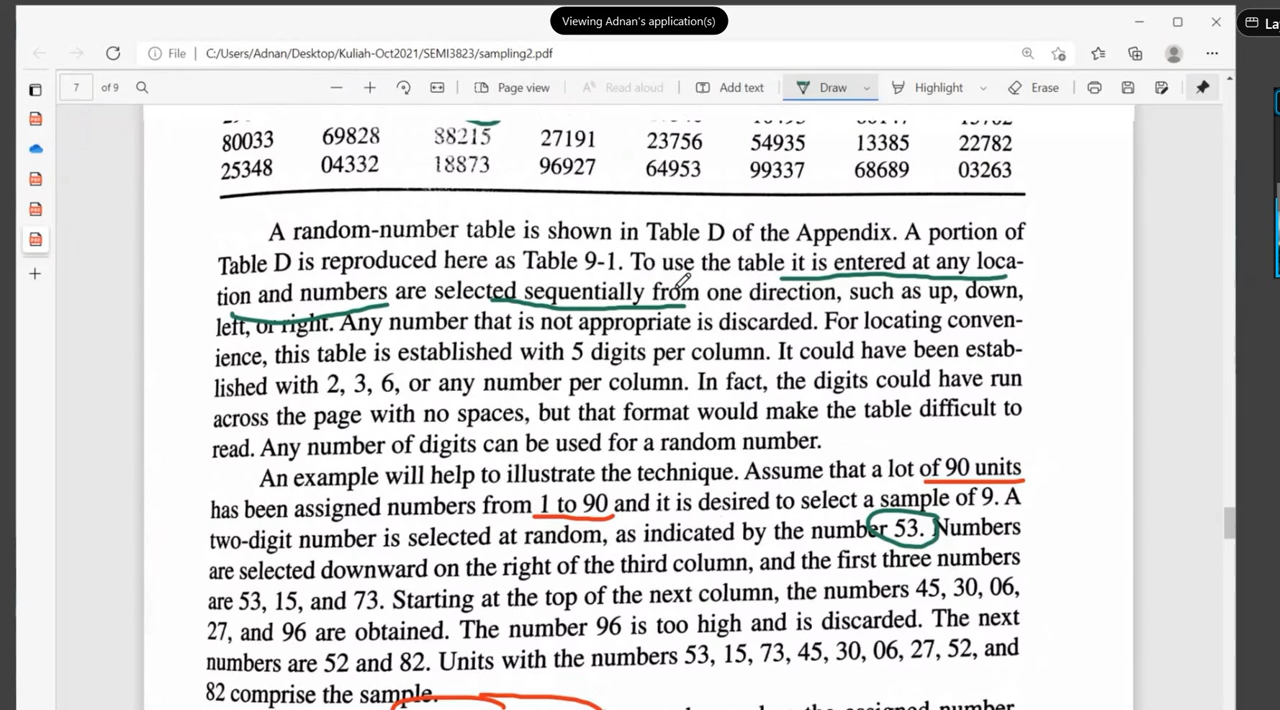 Viewing Adnan's application(s)
La
File | C:/Users/Adnan/Desktop/Kuliah-Oct2021/SEMI3823/sampling2.pdf
7 of 9 Page view Read aloud Add text Draw Highlight Erase
80033 69828 38215 27191 23756 54935 13385 22782
25348 04332 18873 96927 64953 99337 68689 03263
A random-number table is shown in Table D of the Appendix. A portion of
Table D is reproduced here as Table 9-1. To use the table it is entered at any loca-
tion and numbers are selected sequentially from one direction, such as up, down,
left, or right. Any number that is not appropriate is discarded. For locating conven-
ience, this table is established with 5 digits per column. It could have been estab-
lished with 2, 3, 6, or any number per column. In fact, the digits could have run
across the page with no spaces, but that format would make the table difficult to
read. Any number of digits can be used for a random number.
An example will help to illustrate the technique. Assume that a lot of 90 units
has been assigned numbers from 1 to 90 and it is desired to select a sample of 9. A
two-digit number is selected at random, as indicated by the number 53. Numbers
are selected downward on the right of the third column, and the first three numbers
are 53, 15, and 73. Starting at the top of the next column, the numbers 45, 30, 06,
27, and 96 are obtained. The number 96 is too high and is discarded. The next
numbers are 52 and 82. Units with the numbers 53, 15, 73, 45, 30, 06, 27, 52, and
82 comprise the sample.
the assigned number